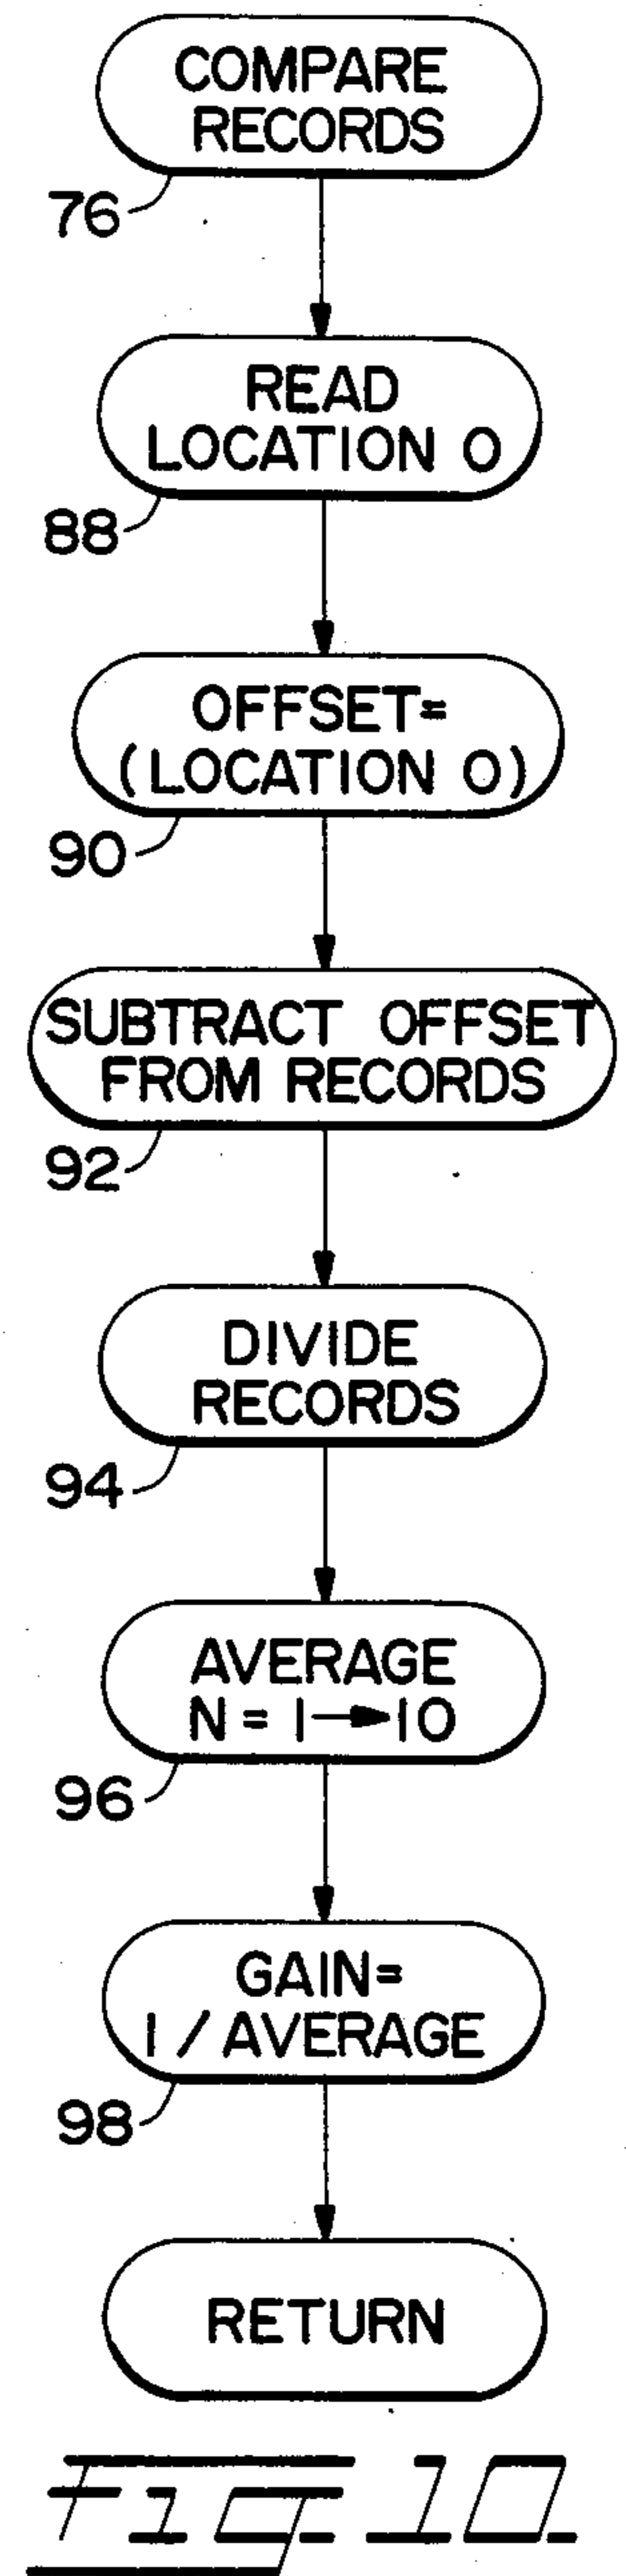 COMPARE
RECORDS
76
READ
LOCATION 0
88
OFFSET=
(LOCATION 0)
90
SUBTRACT OFFSET
FROM RECORDS
92
DIVIDE
RECORDS
94
AVERAGE
N = 1→10
96
GAIN=
1 / AVERAGE
98
RETURN
Fig. 10.